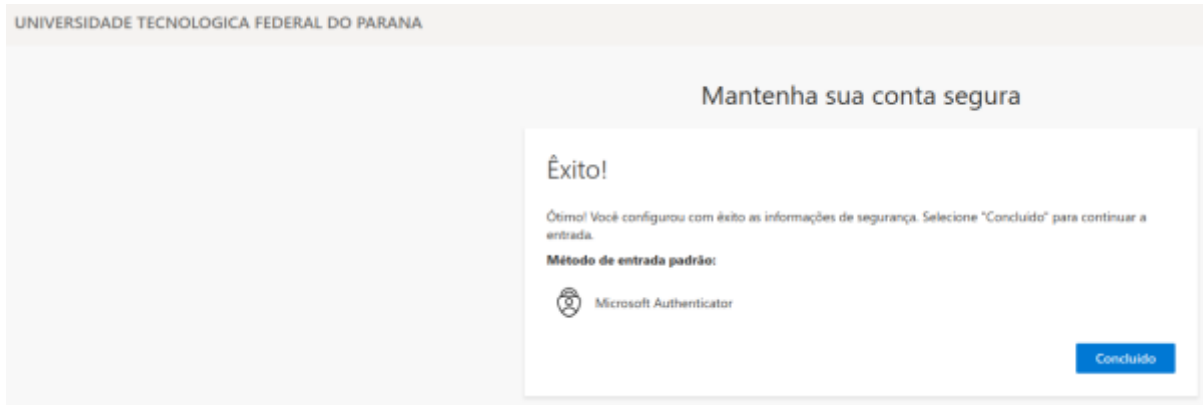 UNIVERSIDADE TECNOLOGICA FEDERAL DO PARANA
Mantenha sua conta segura
Êxito!
Ótimo! Você configurou com êxito as informações de segurança. Selecione "Concluído" para continuar a
entrada.
Método de entrada padrão:
Microsoft Authenticator
Concluído